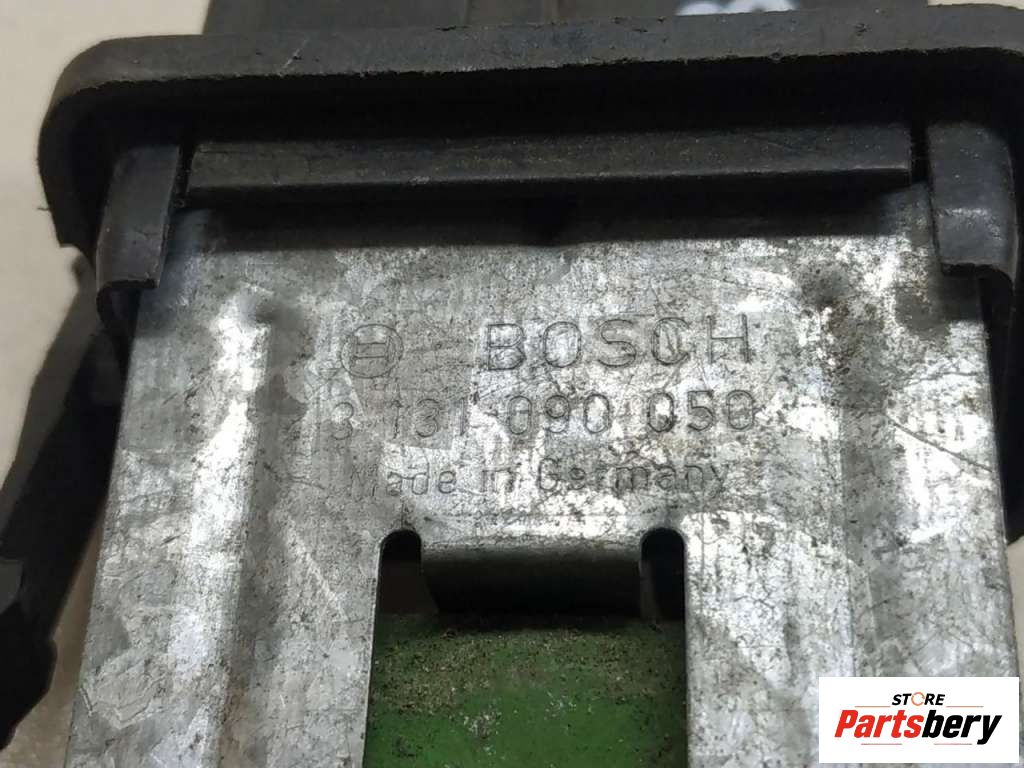 BOSCH
3 131 090 050
Made in Germany
STORE
Partsbery